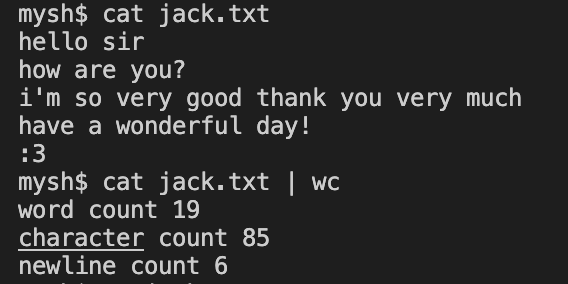 mysh$ cat jack.txt
hello sir
how are you?
i'm so very good thank you very much
have a wonderful day!
:3
mysh$ cat jack.txt | wc
word count 19
character count 85
newline count 6